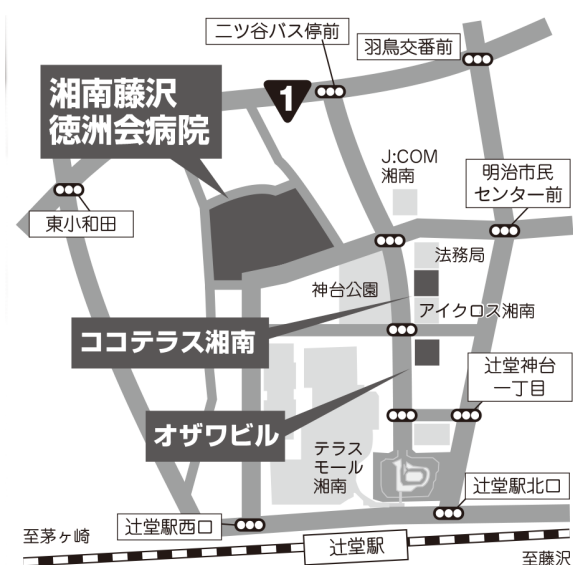 二ツ谷バス停前
羽鳥交番前
湘南藤沢
徳洲会病院
1
J:COM
湘南
明治市民
センター前
東小和田
法務局
神台公園
アイクロス湘南
ココテラス湘南
辻堂神台
一丁目
オザワビル
テラス
モール
湘南
辻堂駅北口
辻堂駅西口
至茅ヶ崎
辻堂駅
至藤沢